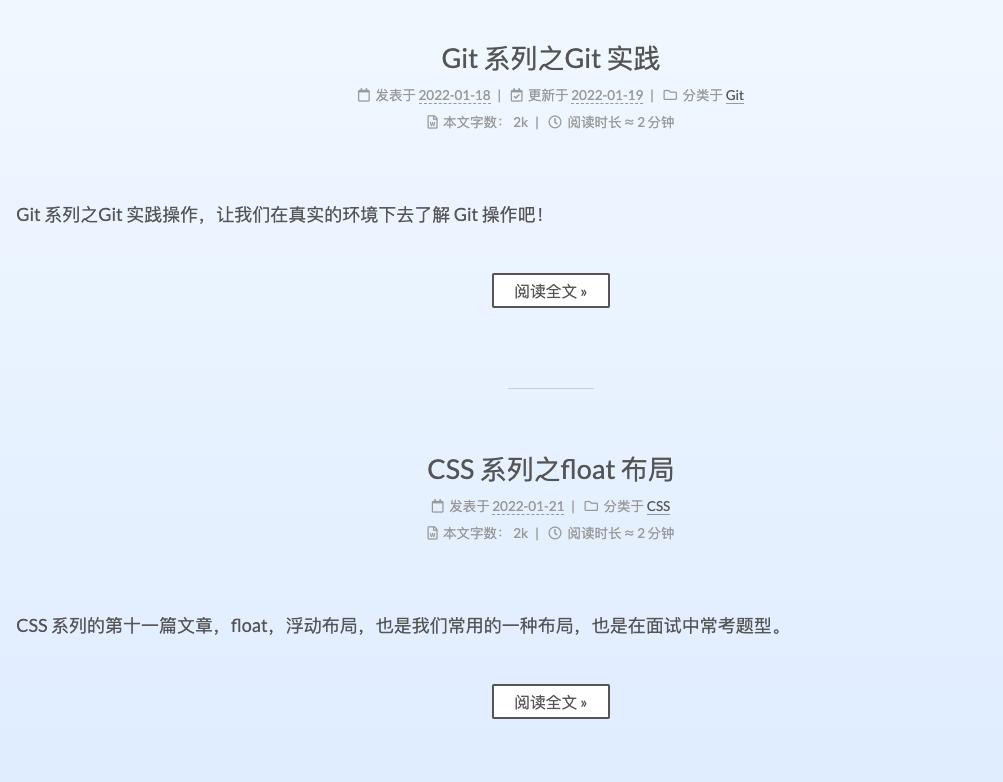 Git 系列之Git 实践
发表于 2022-01-18 | 更新于 2022-01-19 | 分类于 Git
本文字数： 2k | 阅读时长 ≈ 2 分钟
Git 系列之Git 实践操作，让我们在真实的环境下去了解 Git 操作吧！
阅读全文 »
CSS 系列之float 布局
发表于 2022-01-21 | 分类于 CSS
本文字数： 2k | 阅读时长 ≈ 2 分钟
CSS 系列的第十一篇文章，float，浮动布局，也是我们常用的一种布局，也是在面试中常考题型。
阅读全文 »